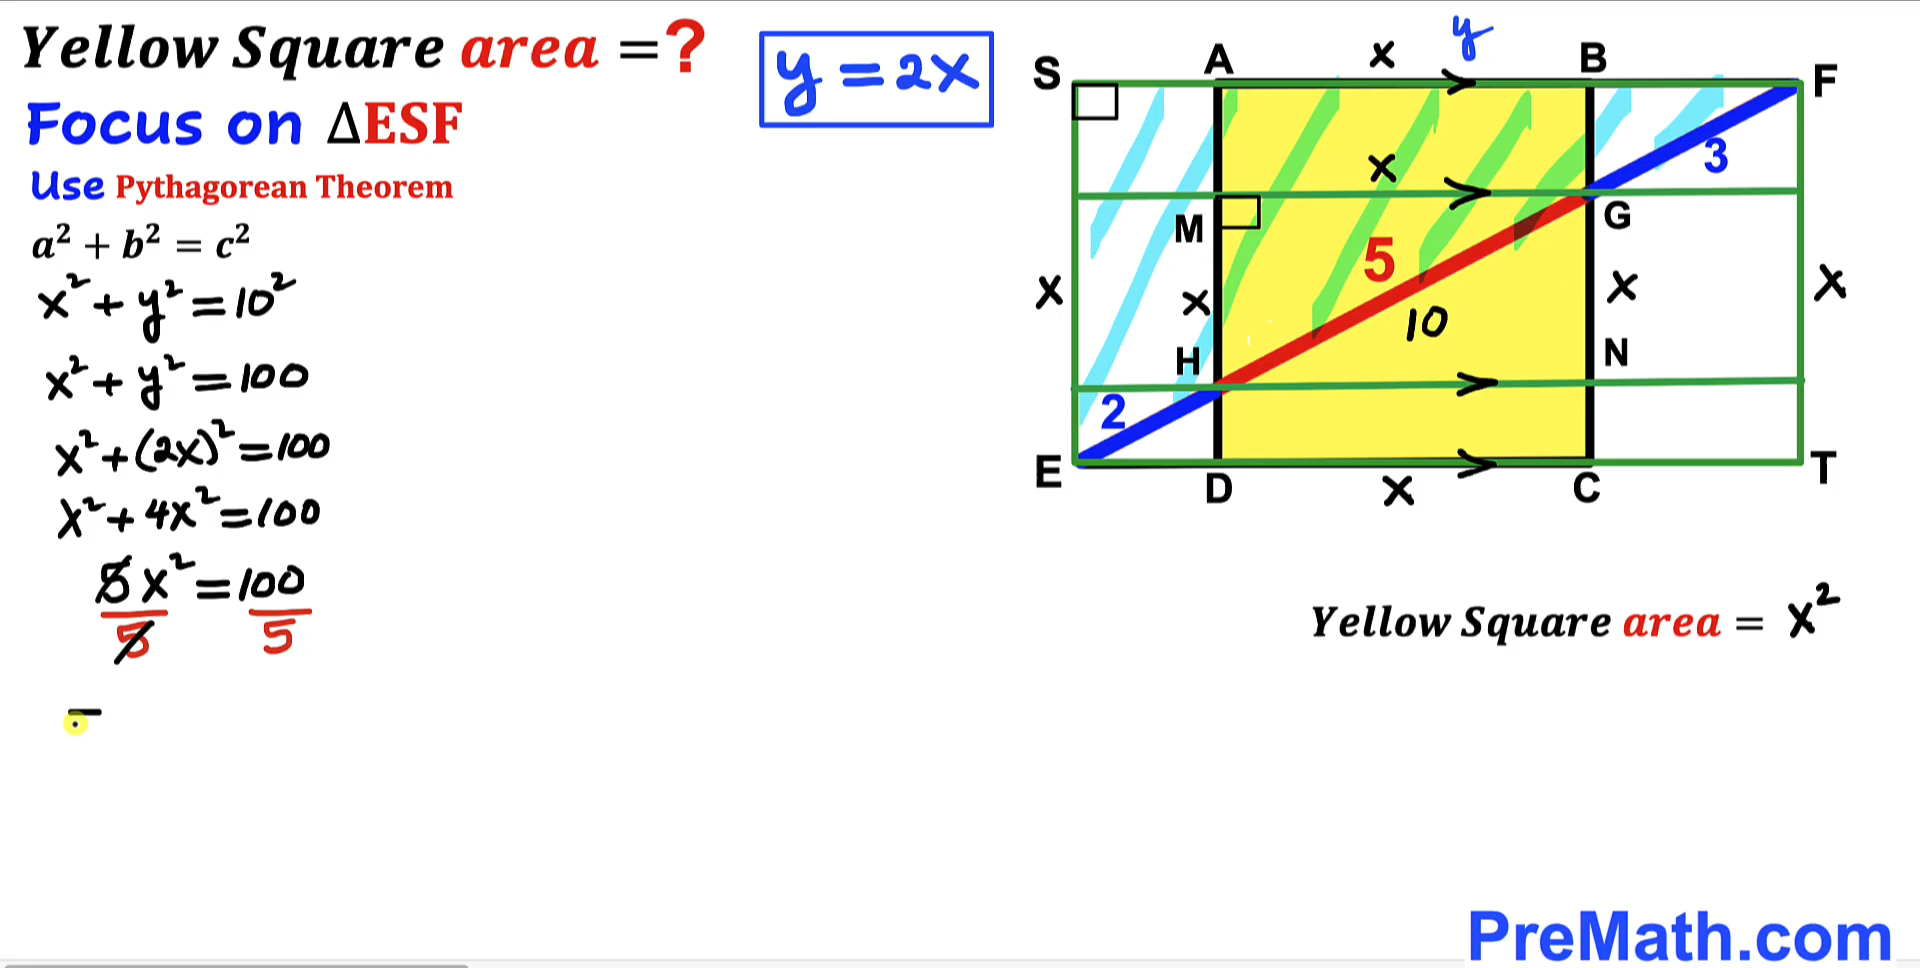 Yellow Square area =?
Focus on ΔESF
Use Pythagorean Theorem
a² + b² = c²
x² + y² = 10²
x² + y² = 100
x² + (2x)² = 100
x² + 4x² = 100
5x² = 100
5 5
y = 2x
S A x y B F
x 3
M G
5
x x x x
10
H N
2
E D x C T
Yellow Square area = x²
PreMath.com